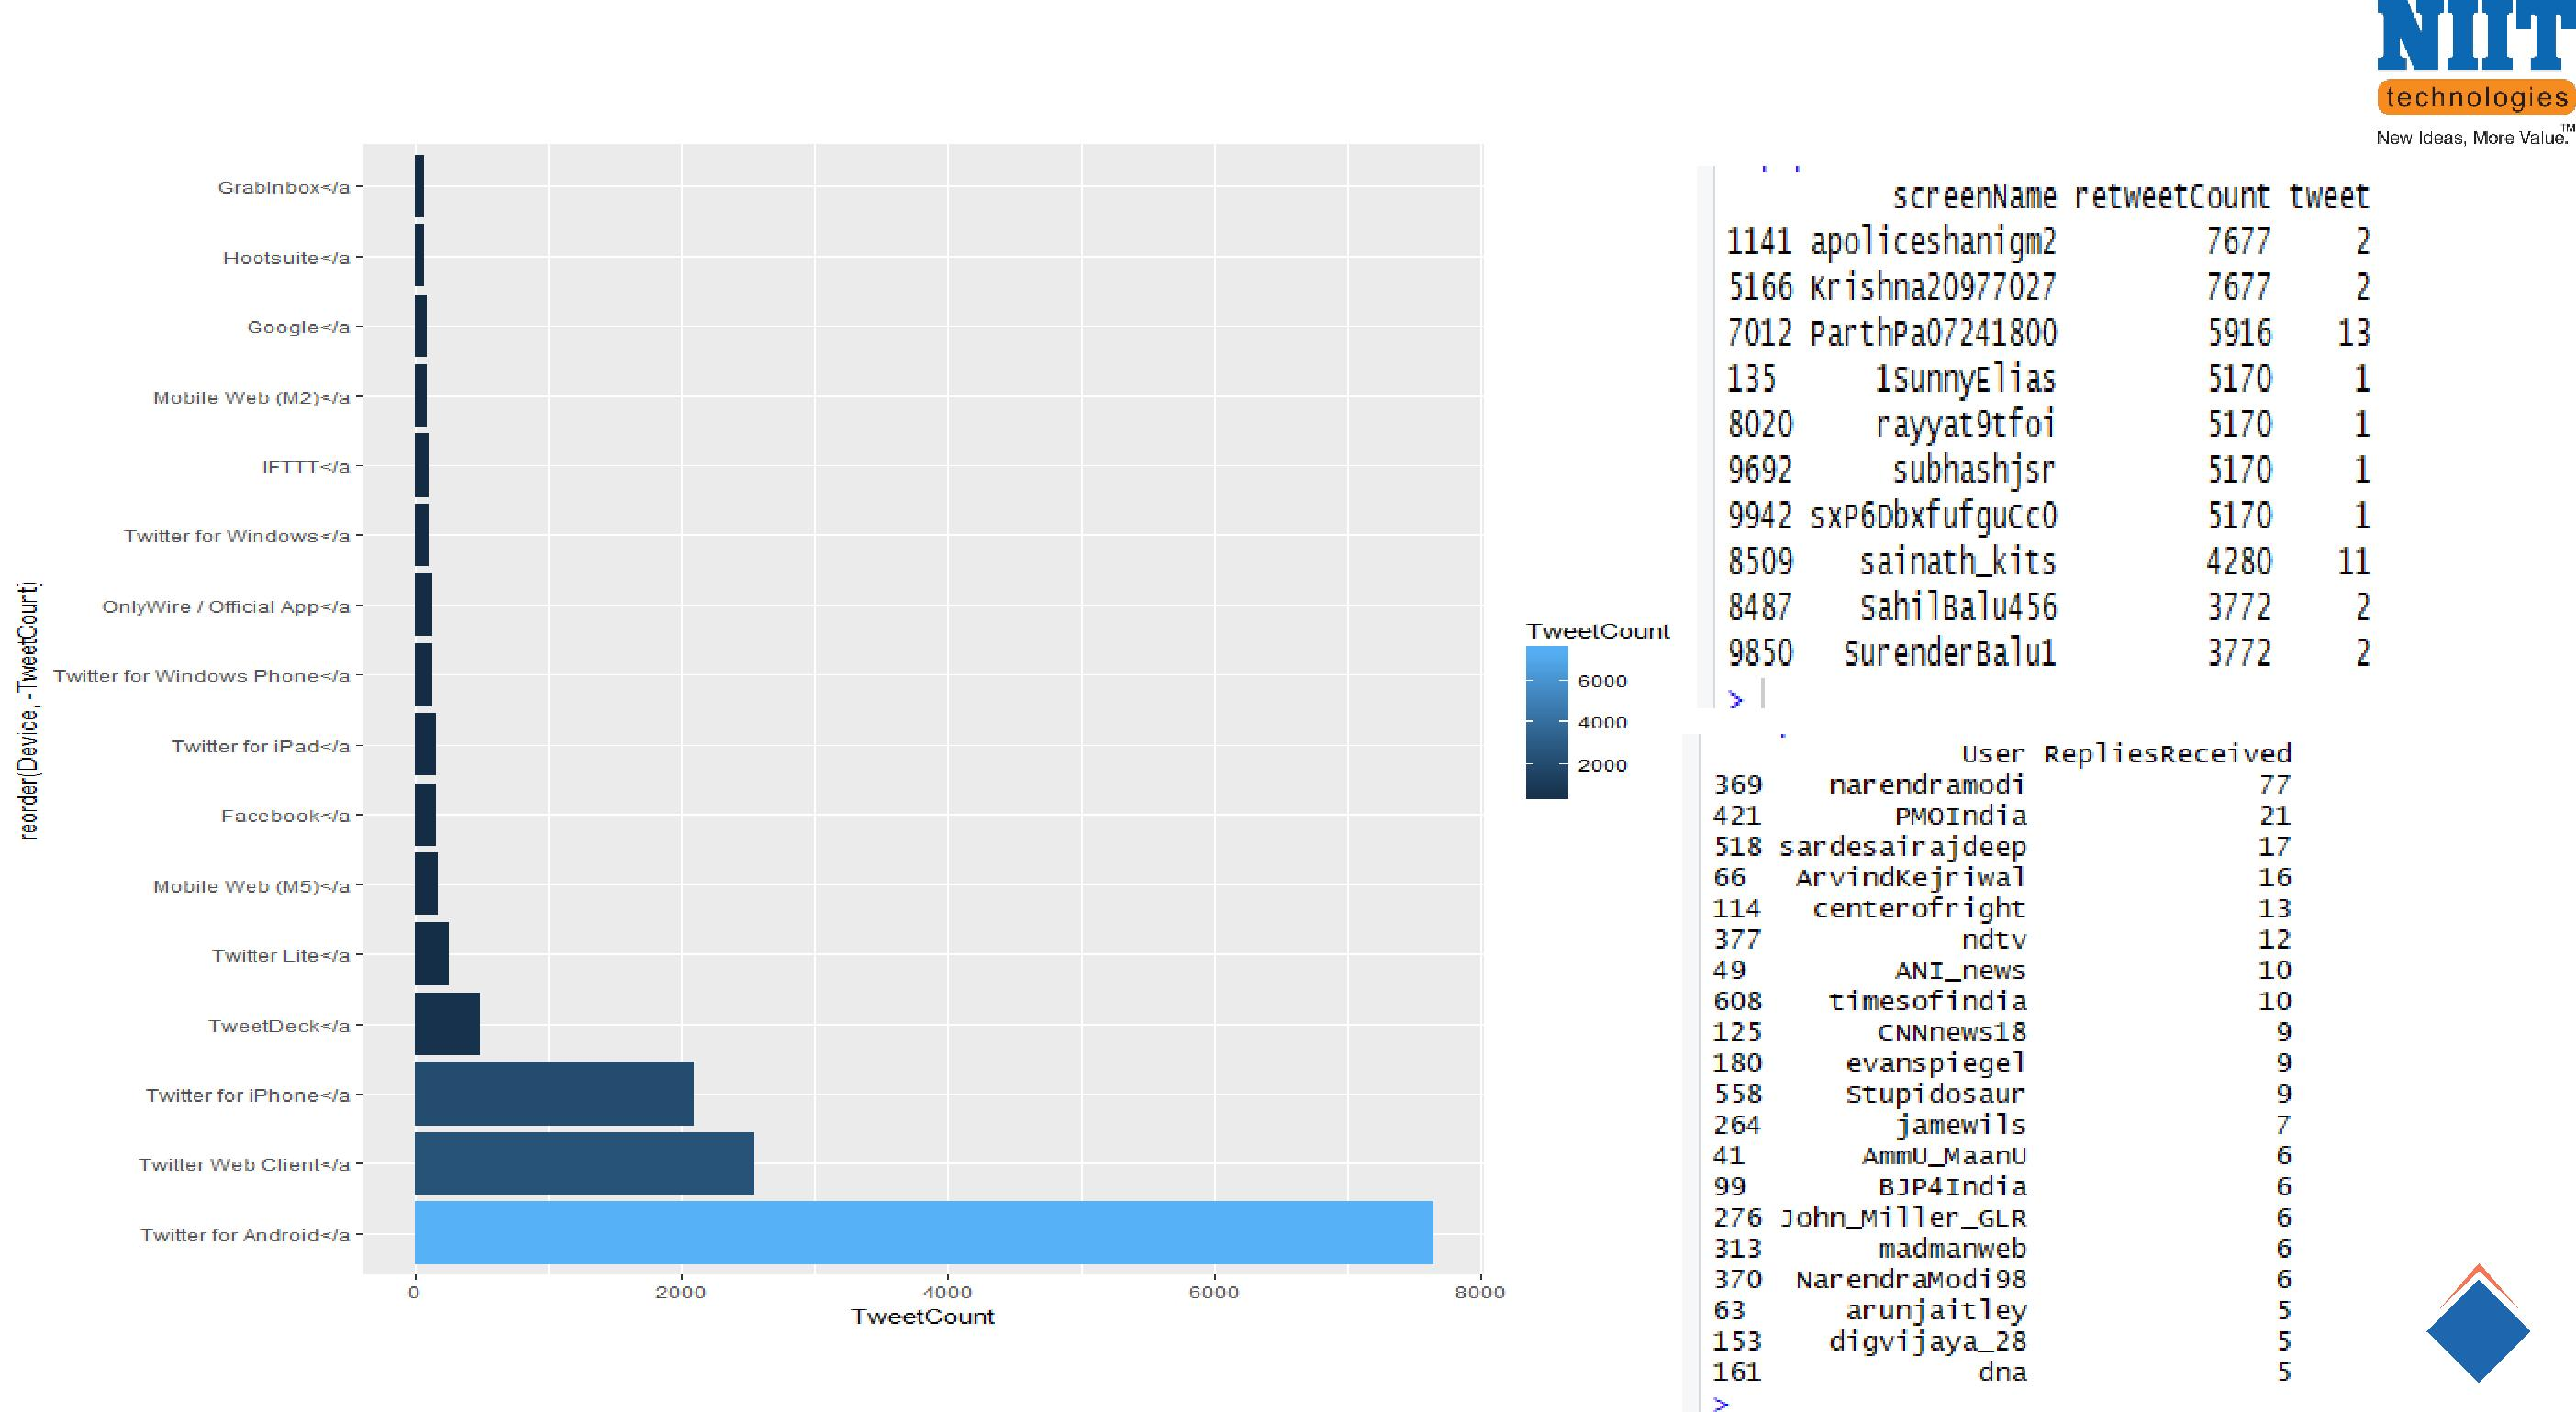 NIIT
technologies
New Ideas, More Value.™
GrabInbox</a
Hootsuite</a
Google</a
Mobile Web (M2)</a
IFTTT</a
Twitter for Windows</a
OnlyWire / Official App</a
Twitter for Windows Phone</a
Twitter for iPad</a
Facebook</a
Mobile Web (M5)</a
Twitter Lite</a
TweetDeck</a
Twitter for iPhone</a
Twitter Web Client</a
Twitter for Android</a
reorder(Device, -TweetCount)
0 2000 4000 6000 8000
TweetCount
TweetCount
6000
4000
2000
screenName retweetCount tweet
1141 apoliceshanigm2 7677 2
5166 Krishna20977027 7677 2
7012 ParthPa07241800 5916 13
135 1SunnyElias 5170 1
8020 rayyat9tfoi 5170 1
9692 subhashjsr 5170 1
9942 sxP6DbxfufguCc0 5170 1
8509 sainath_kits 4280 11
8487 SahilBalu456 3772 2
9850 SurenderBalu1 3772 2
>
User RepliesReceived
369 narendramodi 77
421 PMOIndia 21
518 sardesairajdeep 17
66 ArvindKejriwal 16
114 centerofright 13
377 ndtv 12
49 ANI_news 10
608 timesofindia 10
125 CNNnews18 9
180 evanspiegel 9
558 Stupidosaur 9
264 jamewils 7
41 AmmU_MaanU 6
99 BJP4India 6
276 John_Miller_GLR 6
313 madmanweb 6
370 NarendraModi98 6
63 arunjaitley 5
153 digvijaya_28 5
161 dna 5
>